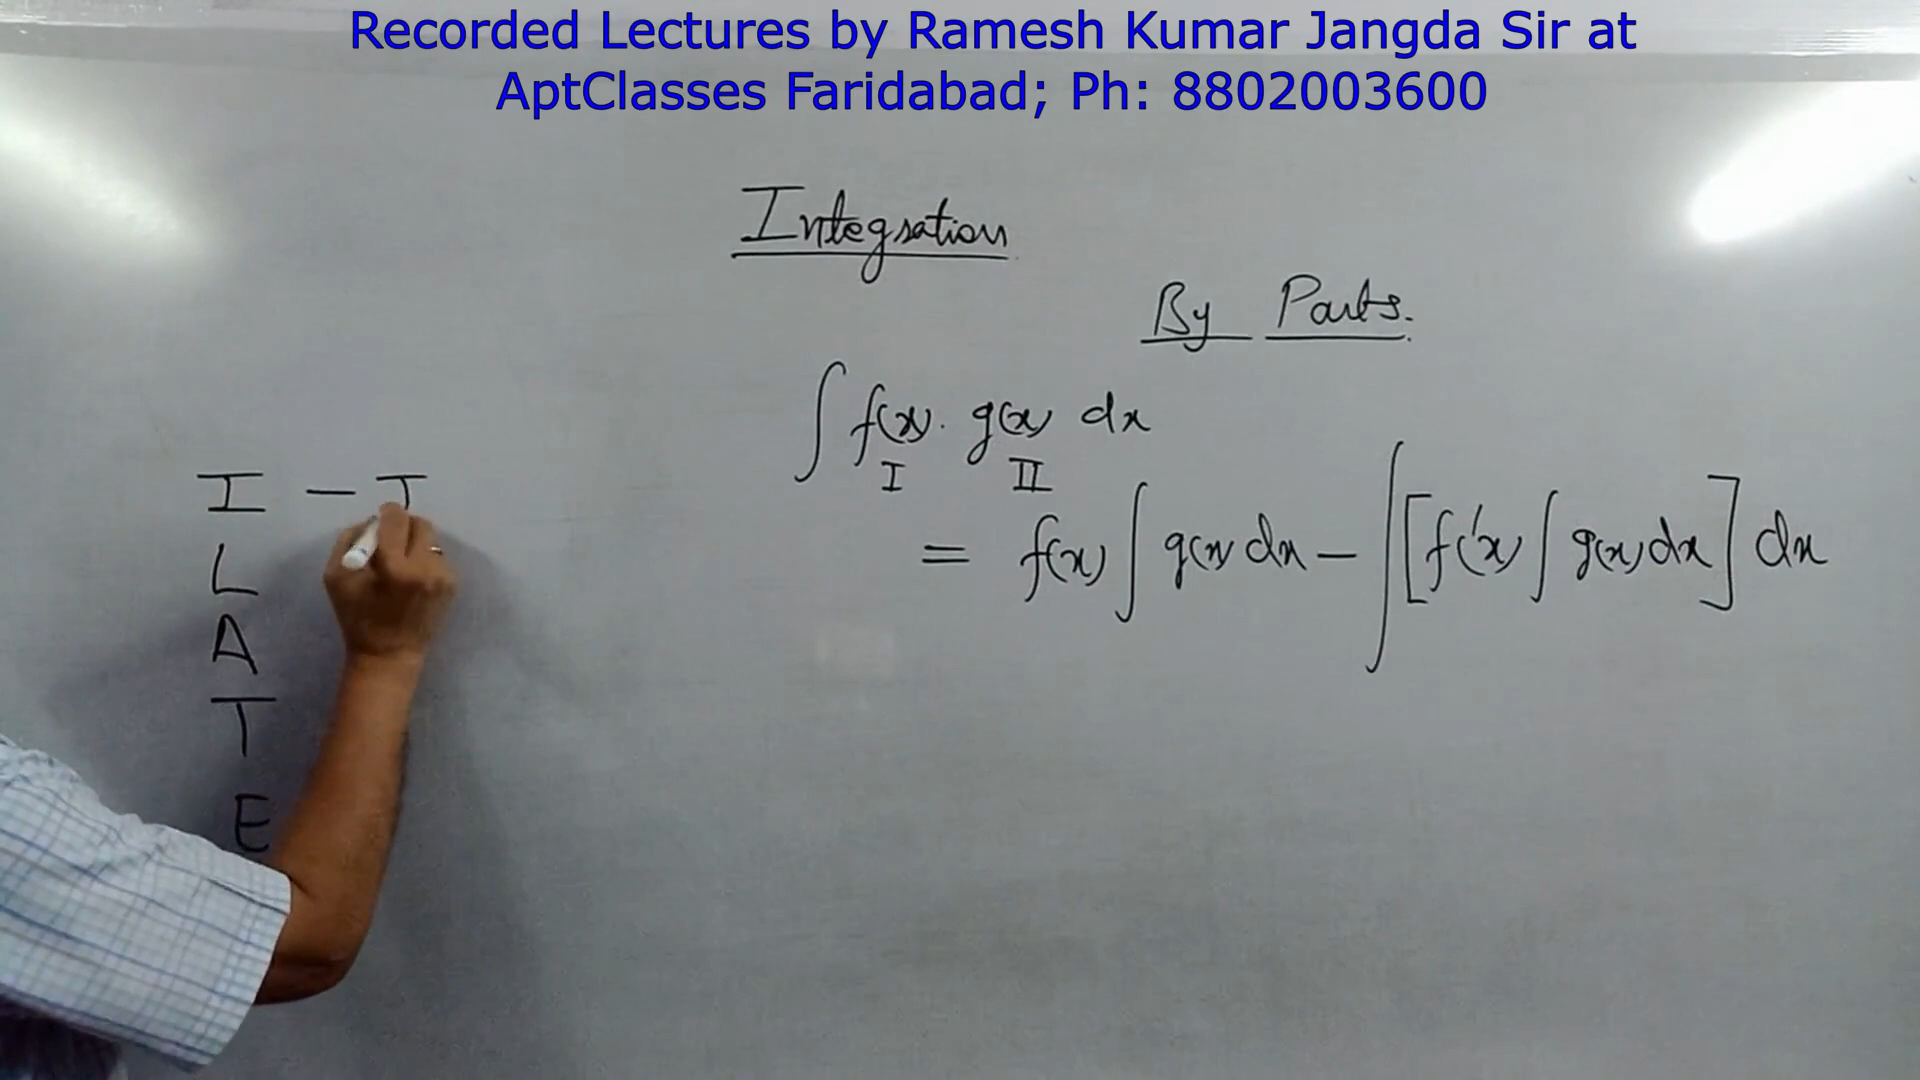 Recorded Lectures by Ramesh Kumar Jangda Sir at
AptClasses Faridabad; Ph: 8802003600
Integration
By Parts.
∫ f(x). g(x) dx
I II
= f(x) ∫ g(x) dx - ∫ [f'(x) ∫ g(x) dx] dx
I - I
L
A
T
E